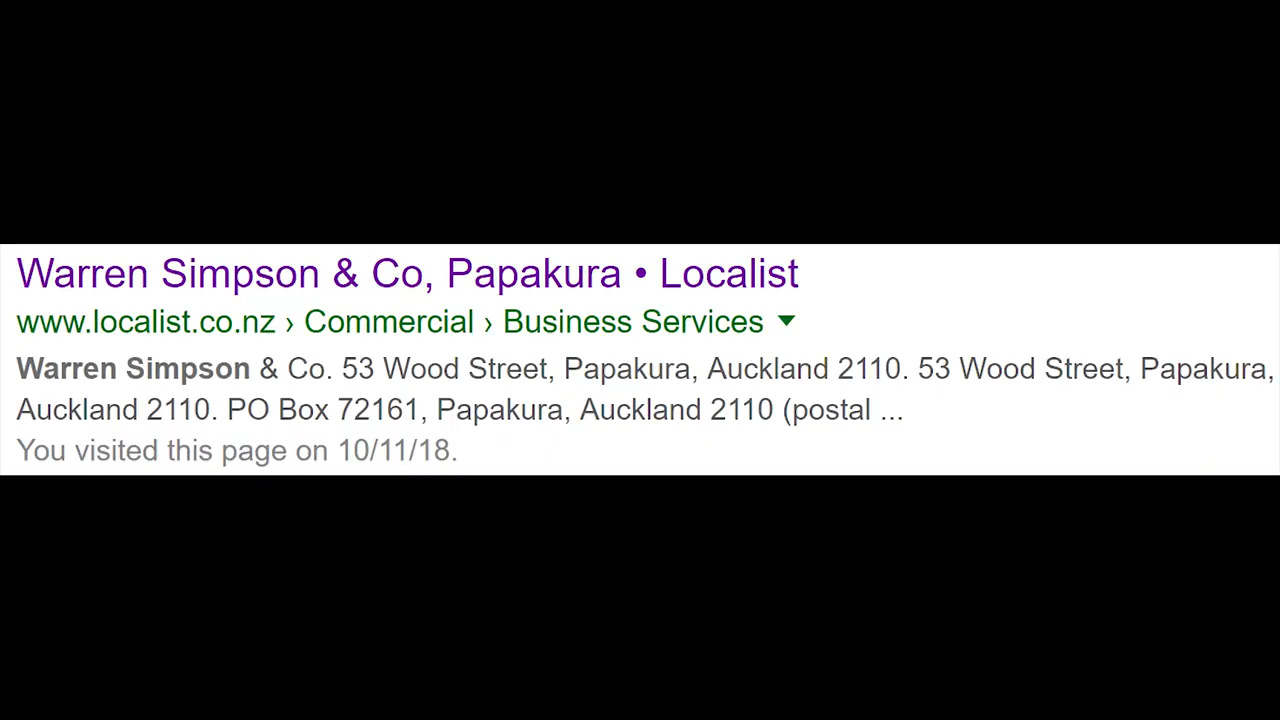 Warren Simpson & Co, Papakura • Localist
www.localist.co.nz › Commercial › Business Services ▼
Warren Simpson & Co. 53 Wood Street, Papakura, Auckland 2110. 53 Wood Street, Papakura,
Auckland 2110. PO Box 72161, Papakura, Auckland 2110 (postal ...
You visited this page on 10/11/18.